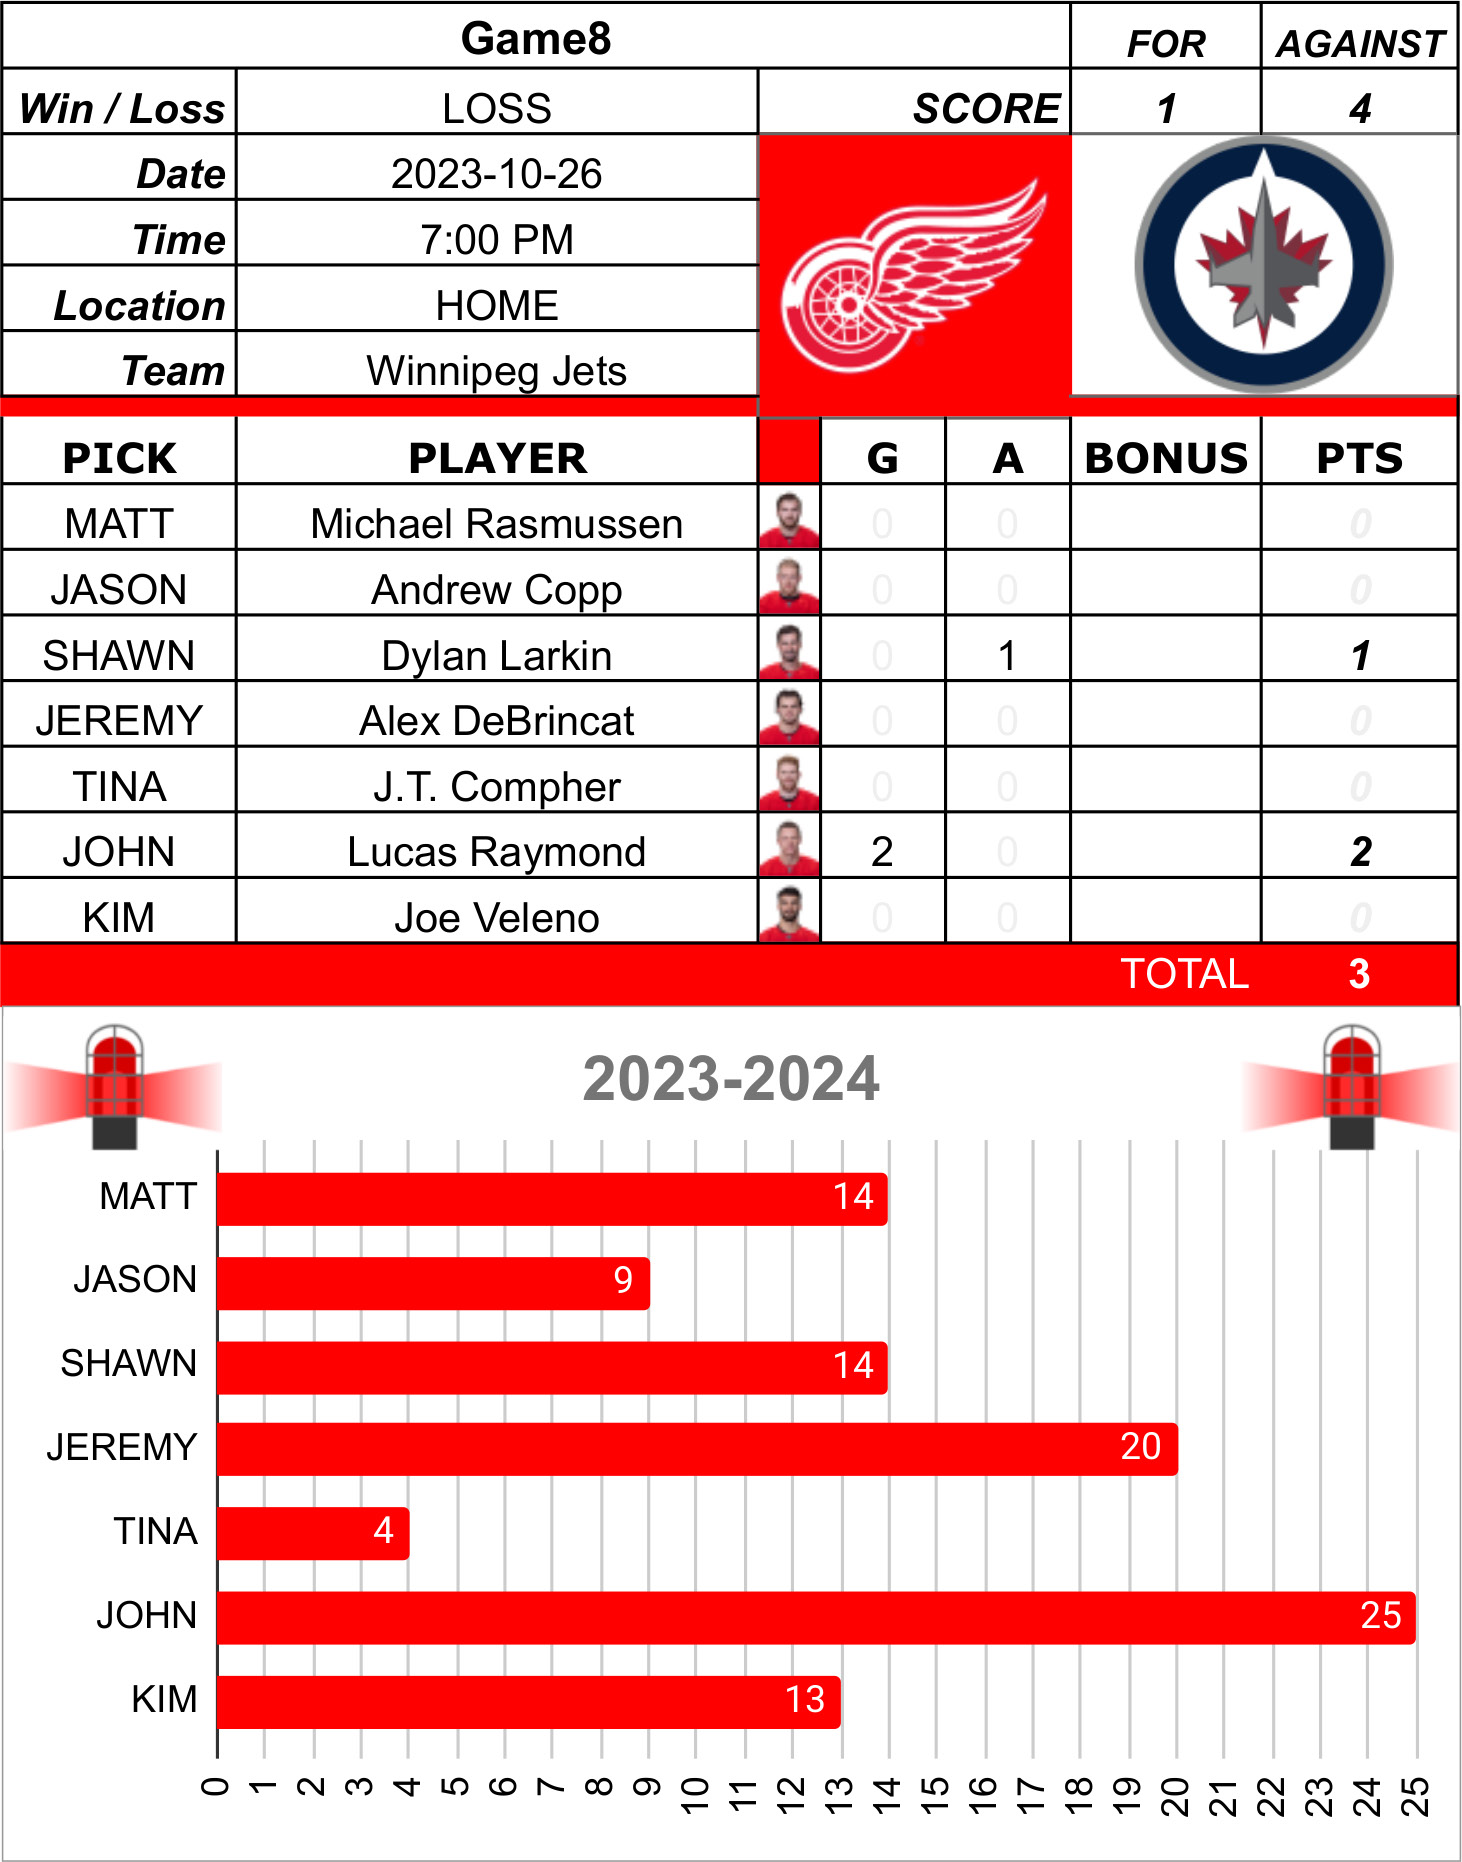 Game8 FOR AGAINST
Win / Loss LOSS SCORE 1 4
Date 2023-10-26
Time 7:00 PM
Location HOME
Team Winnipeg Jets
PICK PLAYER G A BONUS PTS
MATT Michael Rasmussen 0 0 0
JASON Andrew Copp 0 0 0
SHAWN Dylan Larkin 0 1 1
JEREMY Alex DeBrincat 0 0 0
TINA J.T. Compher 0 0 0
JOHN Lucas Raymond 2 0 2
KIM Joe Veleno 0 0 0
TOTAL 3
2023-2024
MATT 14
JASON 9
SHAWN 14
JEREMY 20
TINA 4
JOHN 25
KIM 13
0 1 2 3 4 5 6 7 8 9 10 11 12 13 14 15 16 17 18 19 20 21 22 23 24 25